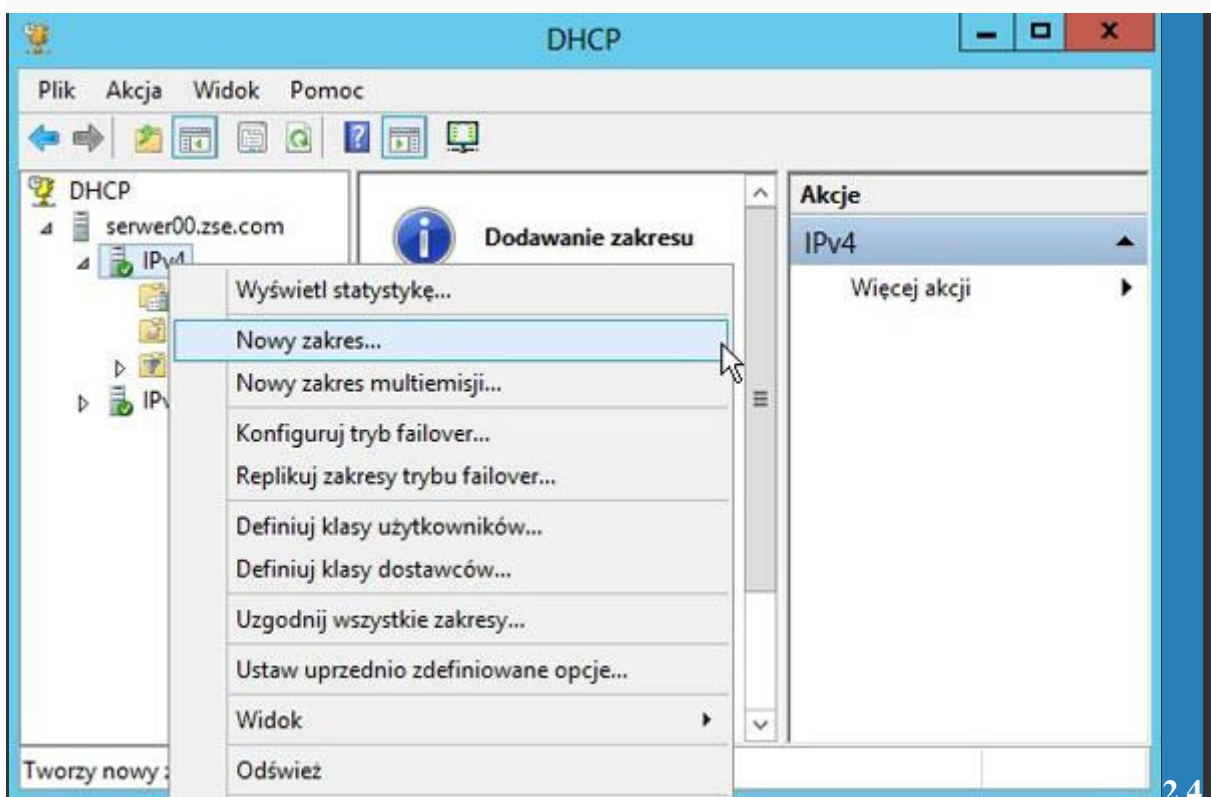 DHCP
Plik Akcja Widok Pomoc
DHCP
serwer00.zse.com
IPv4
Dodawanie zakresu
Akcje
IPv4
Więcej akcji
Wyświetl statystykę...
Nowy zakres...
Nowy zakres multiemisji...
Konfiguruj tryb failover...
Replikuj zakresy trybu failover...
Definiuj klasy użytkowników...
Definiuj klasy dostawców...
Uzgodnij wszystkie zakresy...
Ustaw uprzednio zdefiniowane opcje...
Widok
Odśwież
Tworzy nowy
2.4